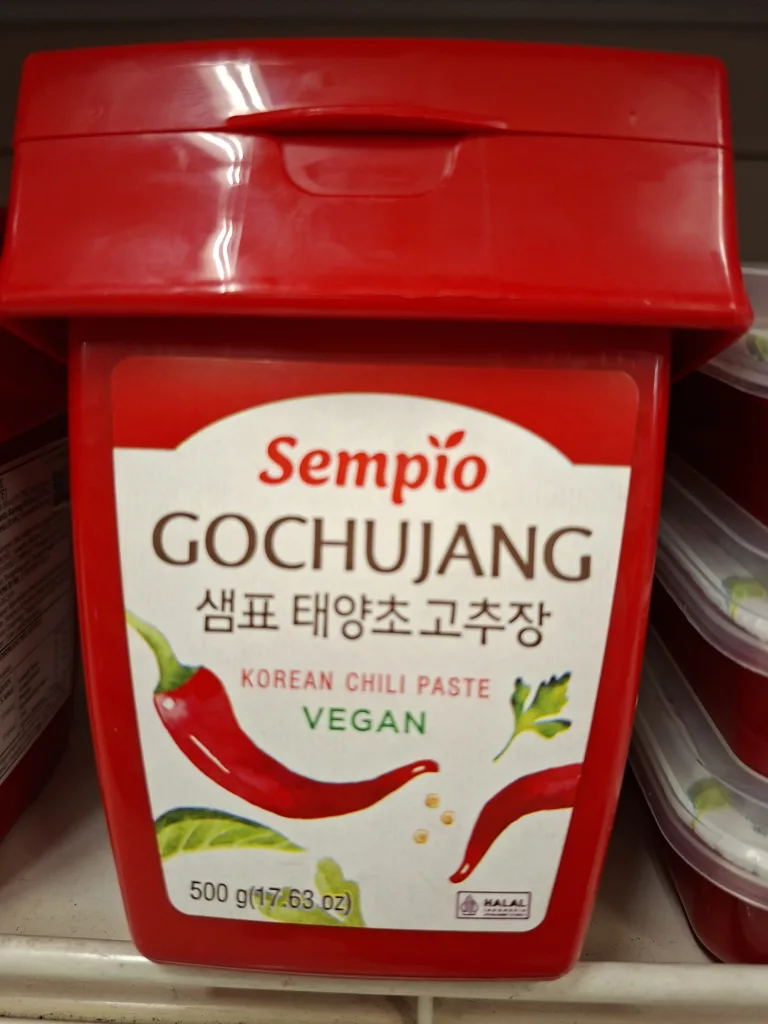 Sempio
GOCHUJANG
샘표 태양초 고추장
KOREAN CHILI PASTE
VEGAN
500 g(17.63 oz)
HALAL
INDONESIA